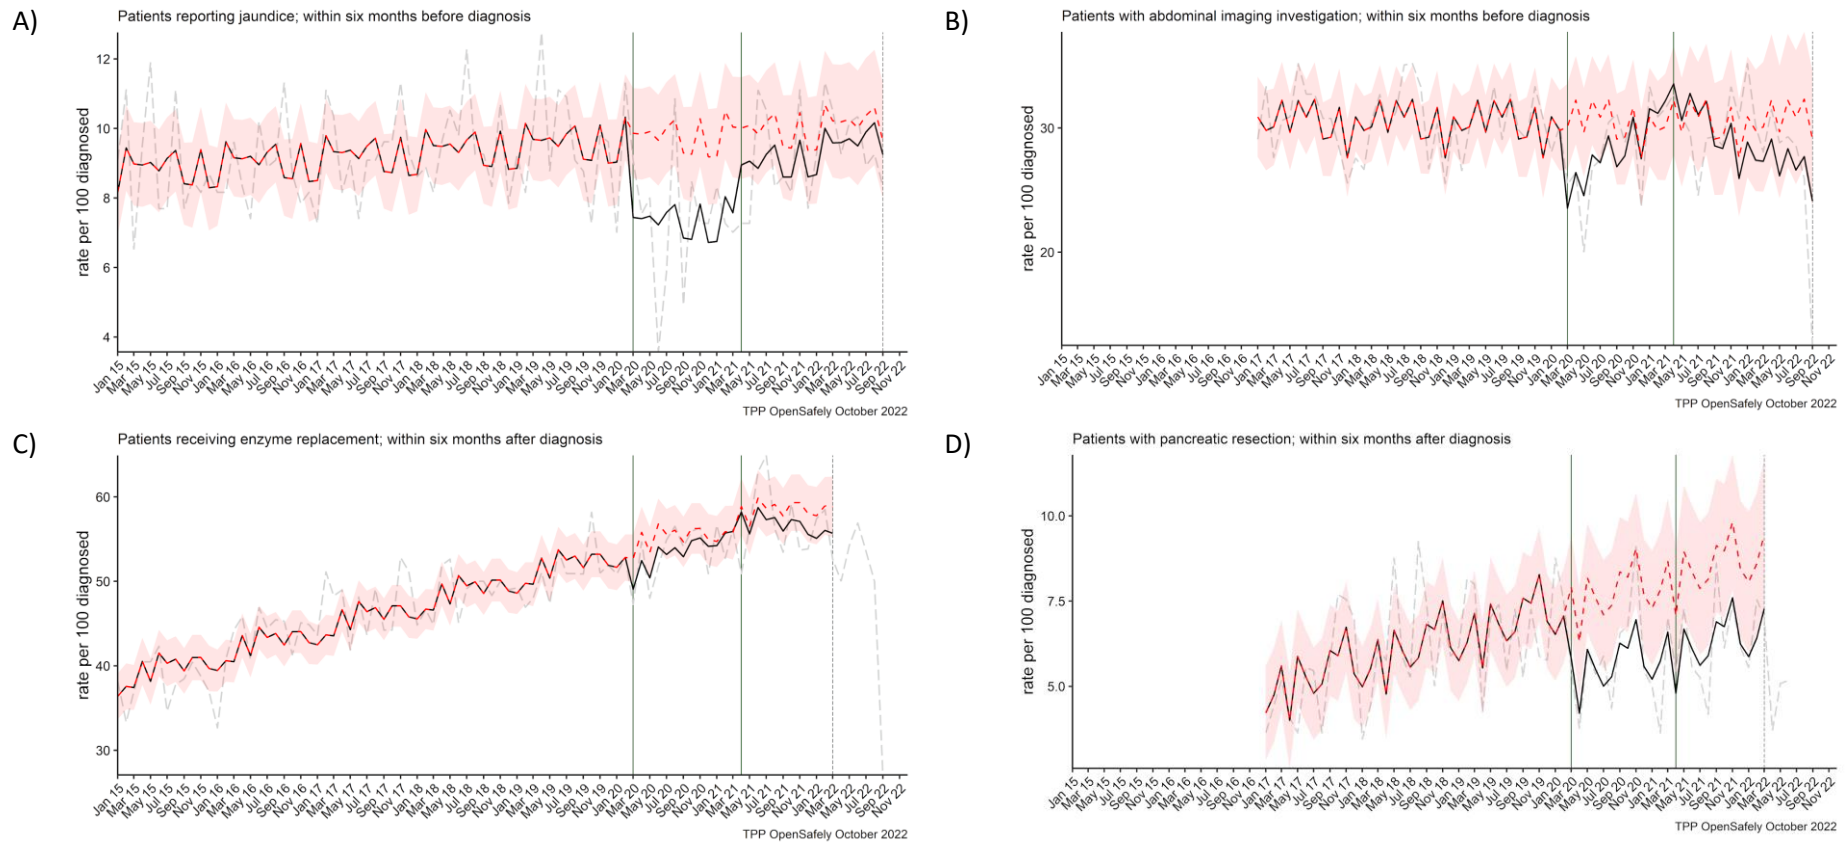 A)
Patients reporting jaundice; within six months before diagnosis
rate per 100 diagnosed
12
10
8
6
4
Jan 15 Mar 15 May 15 Jul 15 Sep 15 Nov 15 Jan 16 Mar 16 May 16 Jul 16 Sep 16 Nov 16 Jan 17 Mar 17 May 17 Jul 17 Sep 17 Nov 17 Jan 18 Mar 18 May 18 Jul 18 Sep 18 Nov 18 Jan 19 Mar 19 May 19 Jul 19 Sep 19 Nov 19 Jan 20 Mar 20 May 20 Jul 20 Sep 20 Nov 20 Jan 21 Mar 21 May 21 Jul 21 Sep 21 Nov 21 Jan 22 Mar 22 May 22 Jul 22 Sep 22 Nov 22
TPP OpenSafely October 2022
B)
Patients with abdominal imaging investigation; within six months before diagnosis
rate per 100 diagnosed
30
20
Jan 15 Mar 15 May 15 Jul 15 Sep 15 Nov 15 Jan 16 Mar 16 May 16 Jul 16 Sep 16 Nov 16 Jan 17 Mar 17 May 17 Jul 17 Sep 17 Nov 17 Jan 18 Mar 18 May 18 Jul 18 Sep 18 Nov 18 Jan 19 Mar 19 May 19 Jul 19 Sep 19 Nov 19 Jan 20 Mar 20 May 20 Jul 20 Sep 20 Nov 20 Jan 21 Mar 21 May 21 Jul 21 Sep 21 Nov 21 Jan 22 Mar 22 May 22 Jul 22 Sep 22 Nov 22
TPP OpenSafely October 2022
C)
Patients receiving enzyme replacement; within six months after diagnosis
rate per 100 diagnosed
60
50
40
30
Jan 15 Mar 15 May 15 Jul 15 Sep 15 Nov 15 Jan 16 Mar 16 May 16 Jul 16 Sep 16 Nov 16 Jan 17 Mar 17 May 17 Jul 17 Sep 17 Nov 17 Jan 18 Mar 18 May 18 Jul 18 Sep 18 Nov 18 Jan 19 Mar 19 May 19 Jul 19 Sep 19 Nov 19 Jan 20 Mar 20 May 20 Jul 20 Sep 20 Nov 20 Jan 21 Mar 21 May 21 Jul 21 Sep 21 Nov 21 Jan 22 Mar 22 May 22 Jul 22 Sep 22 Nov 22
TPP OpenSafely October 2022
D)
Patients with pancreatic resection; within six months after diagnosis
rate per 100 diagnosed
10.0
7.5
5.0
Jan 15 Mar 15 May 15 Jul 15 Sep 15 Nov 15 Jan 16 Mar 16 May 16 Jul 16 Sep 16 Nov 16 Jan 17 Mar 17 May 17 Jul 17 Sep 17 Nov 17 Jan 18 Mar 18 May 18 Jul 18 Sep 18 Nov 18 Jan 19 Mar 19 May 19 Jul 19 Sep 19 Nov 19 Jan 20 Mar 20 May 20 Jul 20 Sep 20 Nov 20 Jan 21 Mar 21 May 21 Jul 21 Sep 21 Nov 21 Jan 22 Mar 22 May 22 Jul 22 Sep 22 Nov 22
TPP OpenSafely October 2022